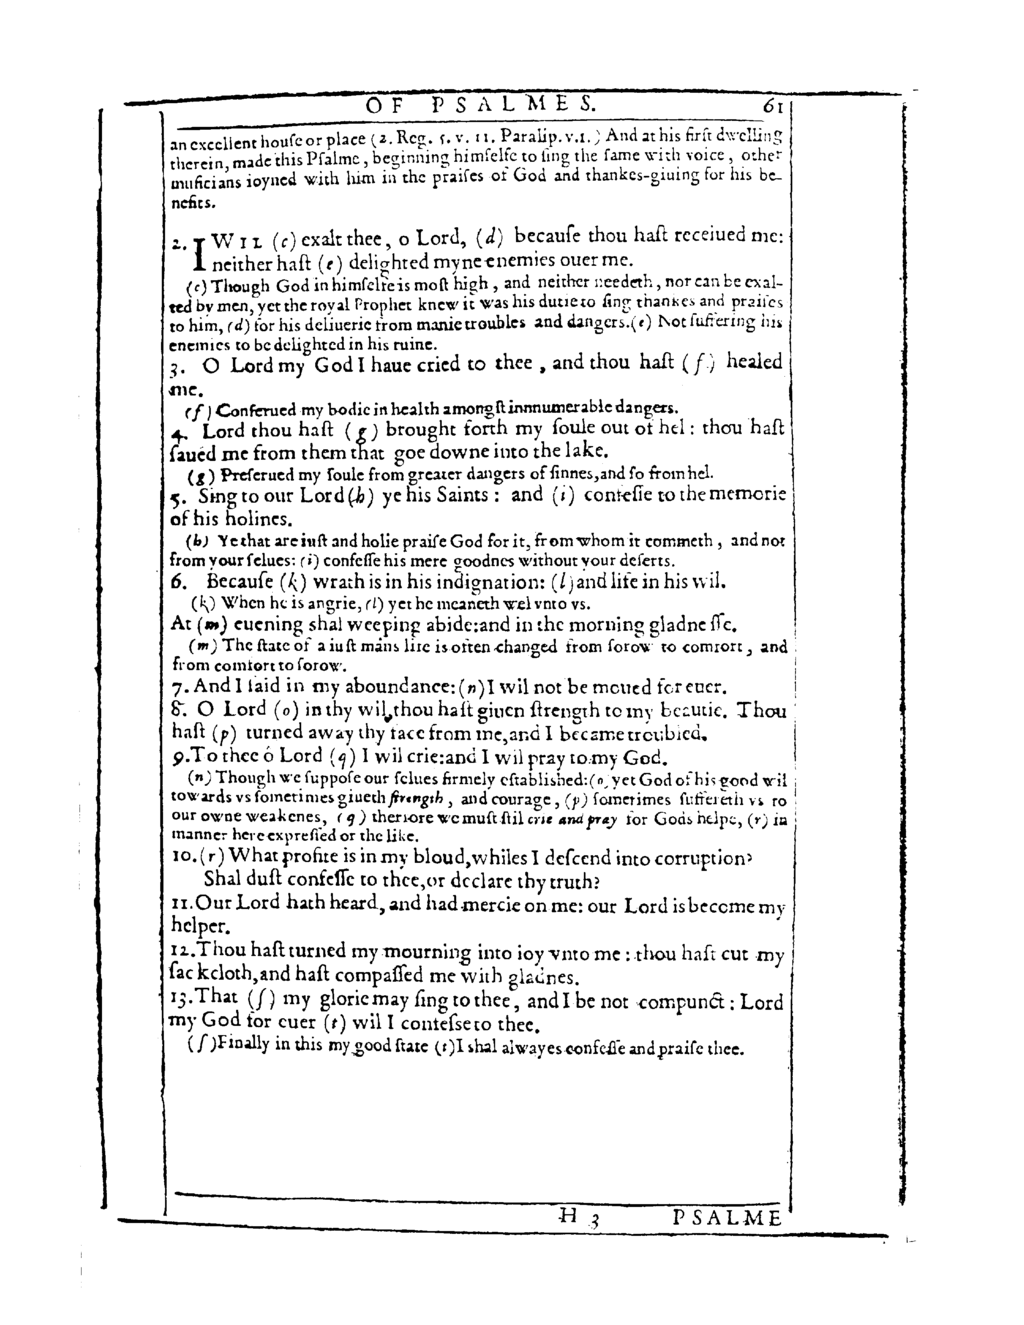 OF PSALMES. 61
an excellent houſe or place (2. Reg. 5. v. 11. Paralip. v.1.) And at his firſt dwelling
therein, made this Pſalme, beginning himſelfe to ſing the ſame with voice, other
muſicians ioyned with him in the praiſes of God and thankes-giuing for his be-
nefits.
2. I WIL (c) exalt thee, o Lord, (d) becauſe thou haſt receiued me:
neither haſt (e) delighted myne enemies ouer me.
(c) Though God in himſelfe is moſt high, and neither needeth, nor can be exal-
ted by men, yet the royal Prophet knew it was his dutie to ſing thankes and praiſes
to him, (d) for his deliuerie from manie troubles and dangers. (e) Not ſuffering his
enemies to be delighted in his ruine.
3. O Lord my God I haue cried to thee, and thou haſt (f) healed
me.
(f) Conſerued my bodie in health amongſt innnumerable dangers.
4. Lord thou haſt (g) brought forth my ſoule out of hel: thou haſt
ſaued me from them that goe downe into the lake.
(g) Preſerued my ſoule from greater dangers of ſinnes, and ſo from hel.
5. Sing to our Lord (h) ye his Saints: and (i) confeſſe to the memorie
of his holines.
(h) Ye that are iuſt and holie praiſe God for it, from whom it commeth, and not
from your ſelues: (i) confeſſe his mere goodnes without your deſerts.
6. Becauſe (k) wrath is in his indignation: (l) and life in his wil.
(k) When he is angrie, (l) yet he meaneth wel vnto vs.
At (m) euening shal weeping abide: and in the morning gladneſſe.
(m) The ſtate of a iuſt mans life is often changed from ſorow to comfort, and
from comfort to ſorow.
7. And I ſaid in my aboundance: (n) I wil not be moued for euer.
8. O Lord (o) in thy wil, thou haſt giuen ſtrength to my beautie. Thou
haſt (p) turned away thy face from me, and I became troubled.
9. To thee ó Lord (q) I wil crie: and I wil pray to my God.
(n) Though we ſuppoſe our ſelues firmely eſtablished: (o) yet God of his good wil
towards vs ſometimes giueth ſtrength, and courage, (p) ſometimes ſuffereth vs to
our owne weakenes, (q) therfore we muſt ſtil crie and pray for Gods helpe, (r) in
manner here expreſſed or the like.
10. (r) What profite is in my bloud, whiles I deſcend into corruption?
Shal duſt confeſſe to thee, or declare thy truth?
11. Our Lord hath heard, and had mercie on me: our Lord is become my
helper.
12. Thou haſt turned my mourning into ioy vnto me: thou haſt cut my
ſackcloth, and haſt compaſſed me with gladnes.
13. That (ſ) my glorie may ſing to thee, and I be not compunct: Lord
my God for euer (t) wil I confeſse to thee.
(ſ) Finally in this my good ſtate (t) I shal alwayes confeſſe and praiſe thee.
H 3 PSALME